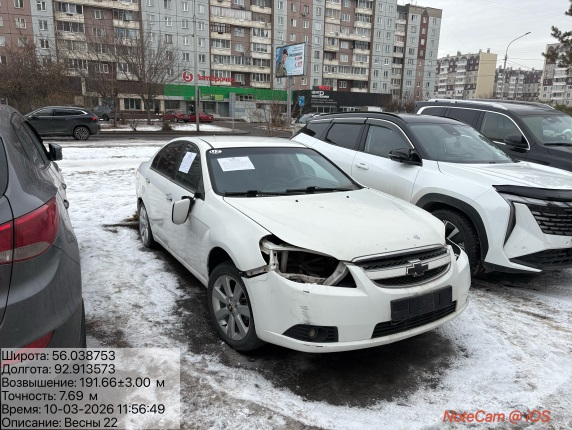 Пятёрочка
Широта: 56.038753
Долгота: 92.913573
Возвышение: 191.66±3.00 м
Точность: 7.69 м
Время: 10-03-2026 11:56:49
Описание: Весны 22
NoteCam @ iOS